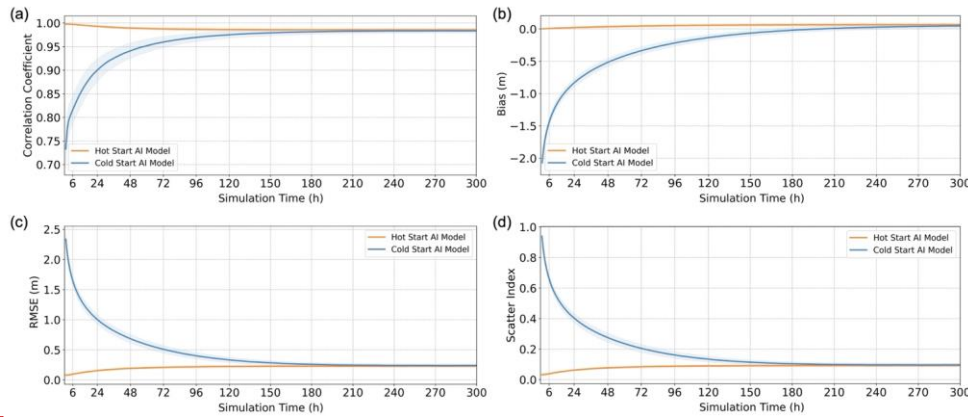 (a)
1.00
0.95
0.90
0.85
0.80
0.75
0.70
Correlation Coefficient
Hot Start AI Model
Cold Start AI Model
6 24 48 72 96 120 150 180 210 240 270 300
Simulation Time (h)
(b)
0.0
−0.5
−1.0
−1.5
−2.0
Bias (m)
Hot Start AI Model
Cold Start AI Model
6 24 48 72 96 120 150 180 210 240 270 300
Simulation Time (h)
(c)
2.5
2.0
1.5
1.0
0.5
0.0
RMSE (m)
Hot Start AI Model
Cold Start AI Model
6 24 48 72 96 120 150 180 210 240 270 300
Simulation Time (h)
(d)
1.0
0.8
0.6
0.4
0.2
0.0
Scatter Index
Hot Start AI Model
Cold Start AI Model
6 24 48 72 96 120 150 180 210 240 270 300
Simulation Time (h)